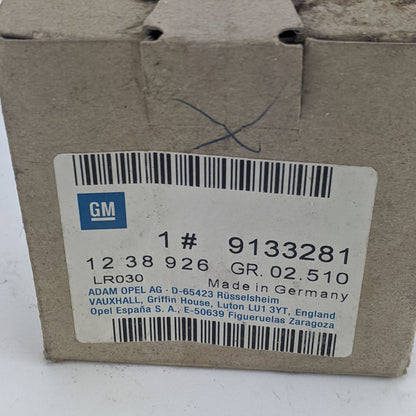 GM
1 # 9133281
12 38 926 GR. 02.510
LR030 Made in Germany
ADAM OPEL AG · D-65423 Rüsselsheim
VAUXHALL, Griffin House, Luton LU1 3YT, England
Opel España S. A., E-50639 Figueruelas Zaragoza